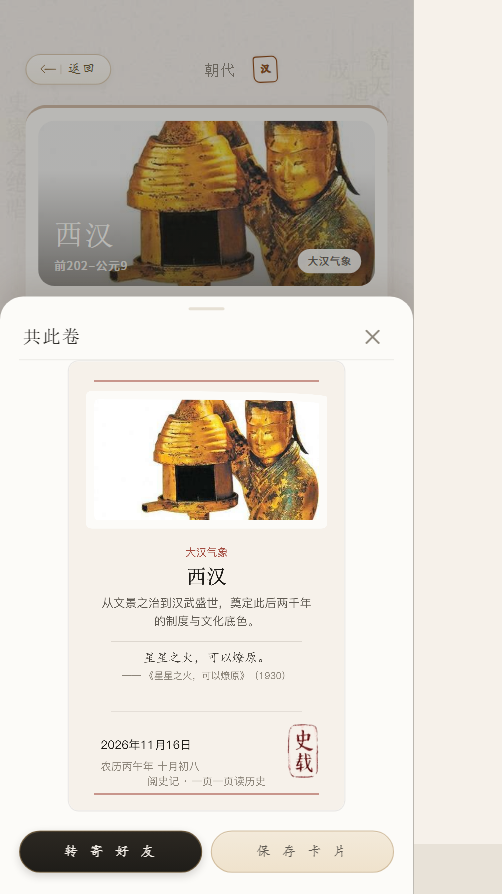 返回
朝代
汉
西汉
前202-公元9
大汉气象
共此卷
大汉气象
西汉
从文景之治到汉武盛世，奠定此后两千年
的制度与文化底色。
星星之火，可以燎原。
——《星星之火，可以燎原》（1930）
2026年11月16日
农历丙午年 十月初八
阅史记 · 一页一页读历史
史载
转寄好友
保存卡片